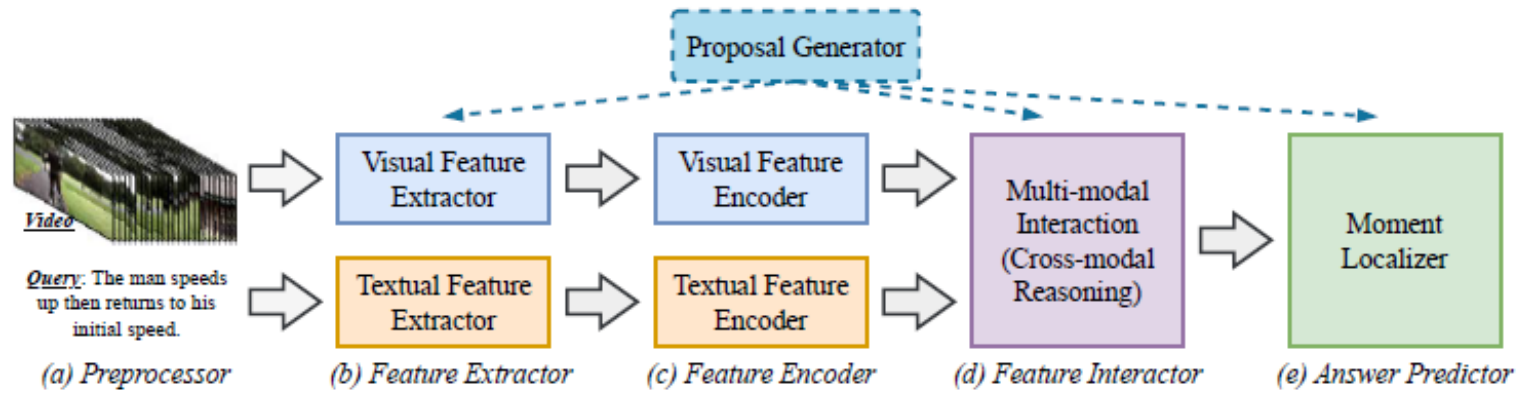 Proposal Generator
Video
Query: The man speeds
up then returns to his
initial speed.
Visual Feature
Extractor
Textual Feature
Extractor
Visual Feature
Encoder
Textual Feature
Encoder
Multi-modal
Interaction
(Cross-modal
Reasoning)
Moment
Localizer
(a) Preprocessor
(b) Feature Extractor
(c) Feature Encoder
(d) Feature Interactor
(e) Answer Predictor